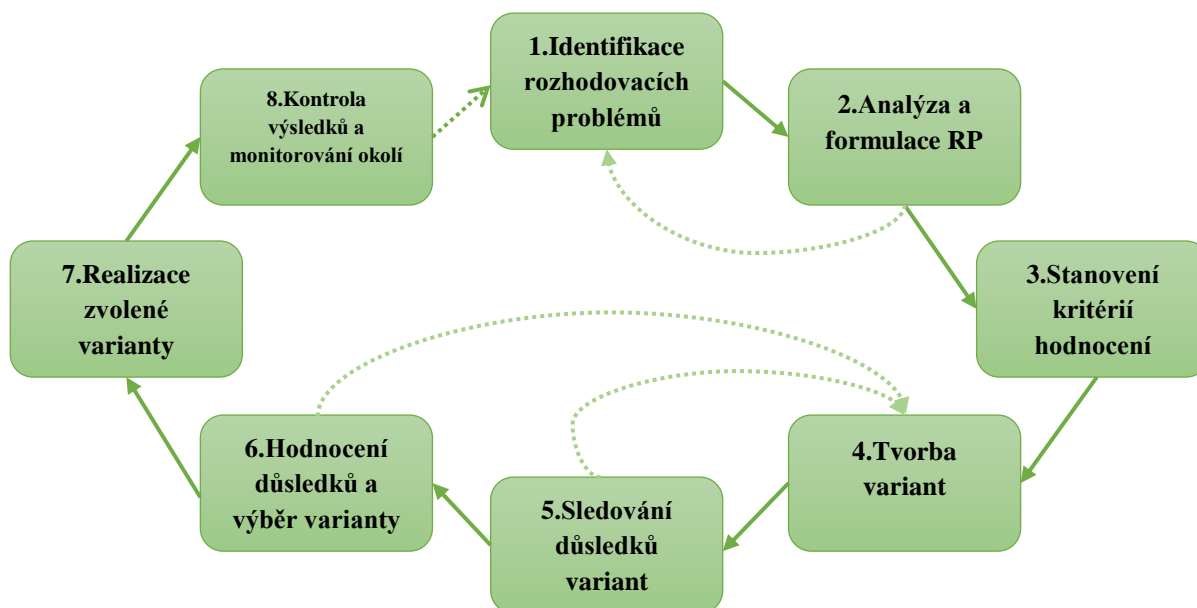 1.Identifikace
rozhodovacích
problémů
2.Analýza a
formulace RP
3.Stanovení
kritérií
hodnocení
4.Tvorba
variant
5.Sledování
důsledků
variant
6.Hodnocení
důsledků a
výběr varianty
7.Realizace
zvolené
varianty
8.Kontrola
výsledků a
monitorování okolí